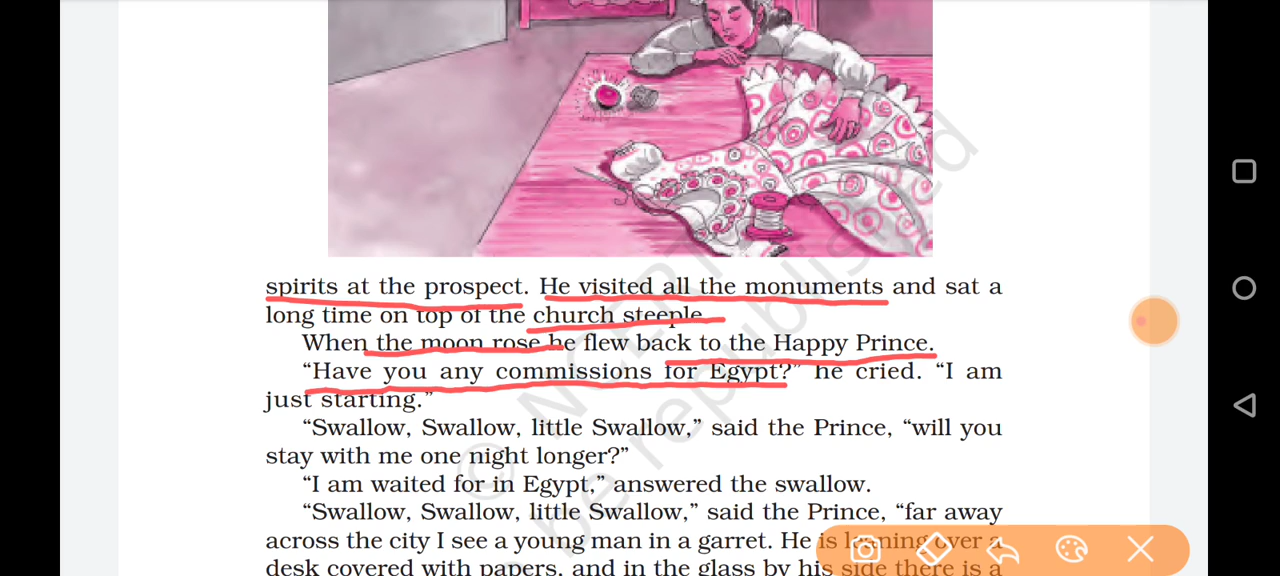 spirits at the prospect. He visited all the monuments and sat a
long time on top of the church steeple.
When the moon rose he flew back to the Happy Prince.
“Have you any commissions for Egypt?” he cried. “I am
just starting.”
“Swallow, Swallow, little Swallow,” said the Prince, “will you
stay with me one night longer?”
“I am waited for in Egypt,” answered the swallow.
“Swallow, Swallow, little Swallow,” said the Prince, “far away
across the city I see a young man in a garret. He is leaning over a
desk covered with papers, and in the glass by his side there is a
© NCERT
be republished